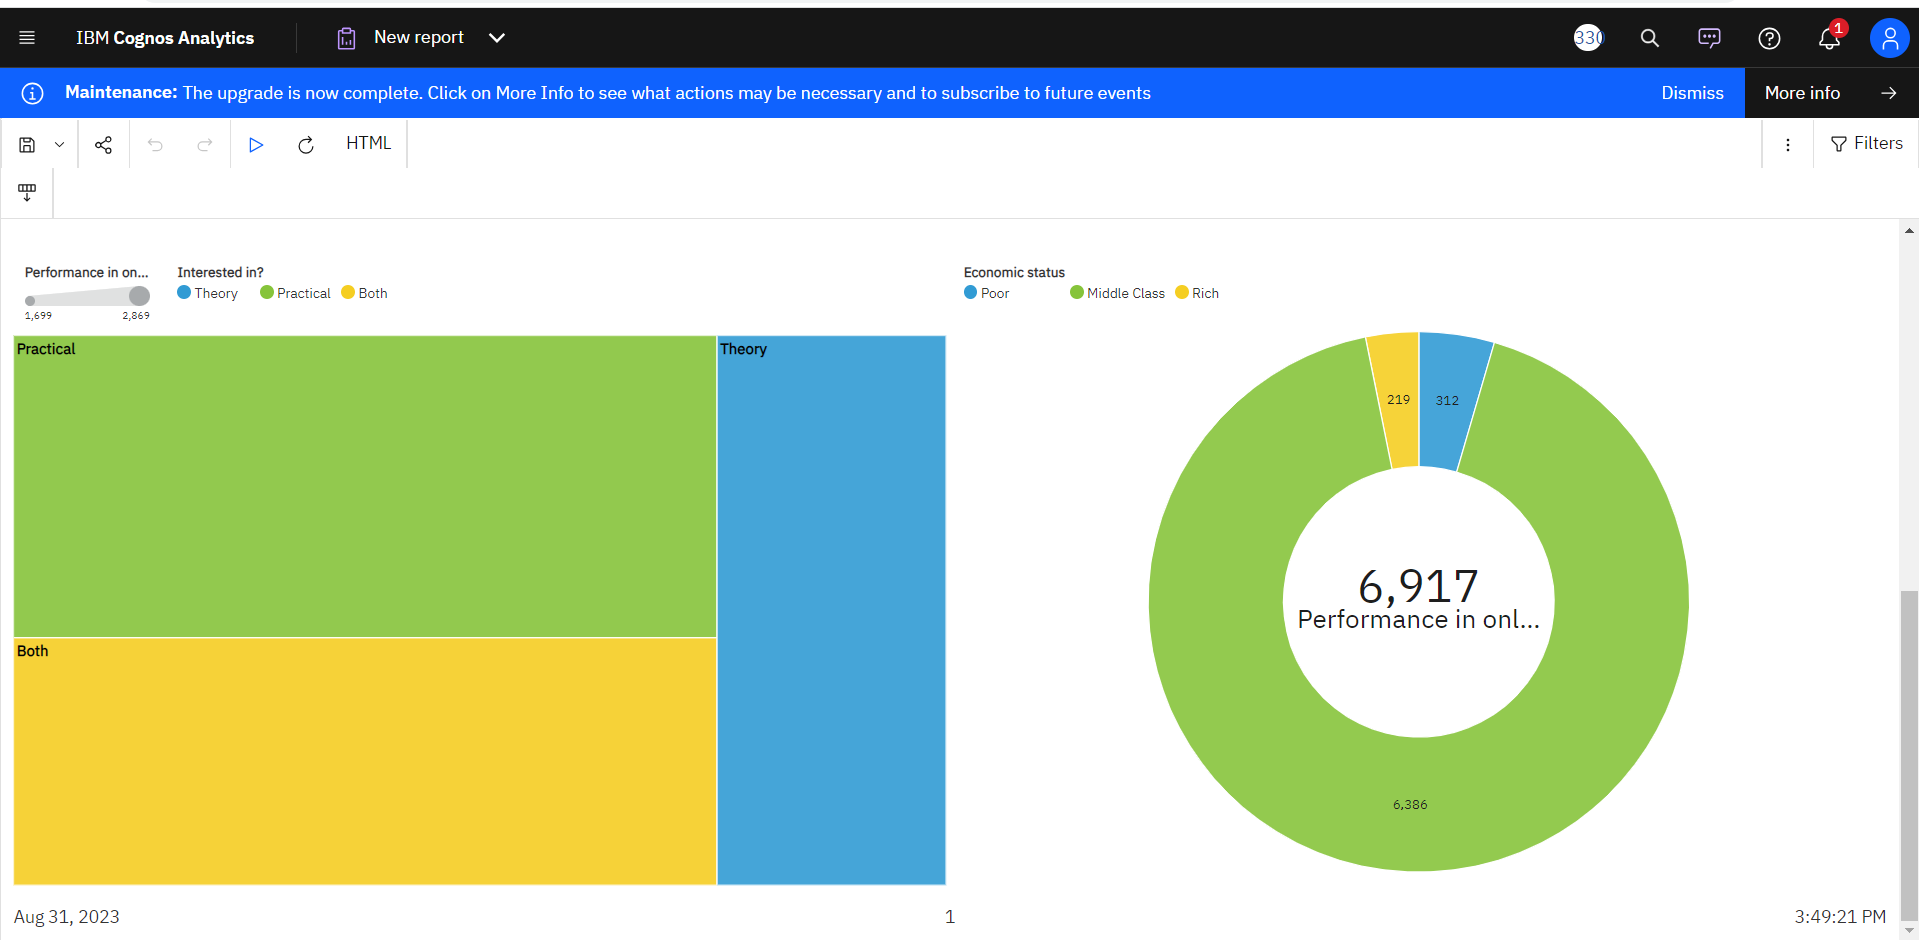 IBM Cognos Analytics
New report
330
1
Maintenance: The upgrade is now complete. Click on More Info to see what actions may be necessary and to subscribe to future events
Dismiss
More info
HTML
Filters
Performance in on...
1,699
2,869
Interested in?
Theory
Practical
Both
Economic status
Poor
Middle Class
Rich
Practical
Theory
Both
219
312
6,917
Performance in onl...
6,386
Aug 31, 2023
1
3:49:21 PM